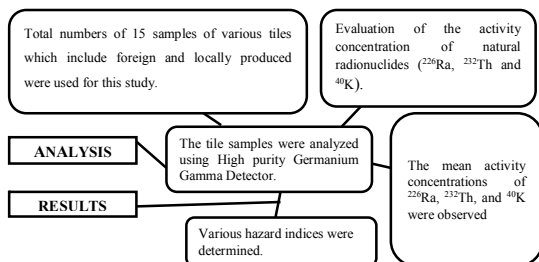 Total numbers of 15 samples of various tiles
which include foreign and locally produced
were used for this study.
Evaluation of the activity
concentration of natural
radionuclides (²²⁶Ra, ²³²Th and
⁴⁰K).
ANALYSIS
The tile samples were analyzed
using High purity Germanium
Gamma Detector.
RESULTS
The mean activity
concentrations of
²²⁶Ra, ²³²Th, and ⁴⁰K
were observed
Various hazard indices were
determined.